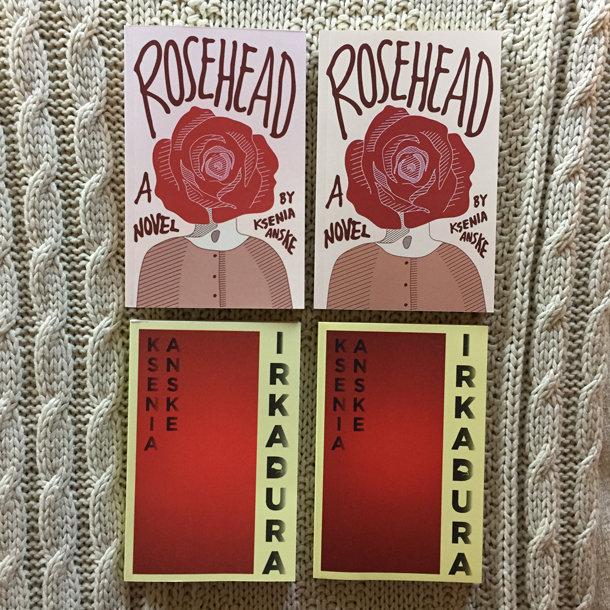 ROSEHEAD
A
NOVEL
BY
KSENIA
ANSKE
ROSEHEAD
A
NOVEL
BY
KSENIA
ANSKE
KSENIA
ANSKE
IRKADURA
KSENIA
ANSKE
IRKADURA